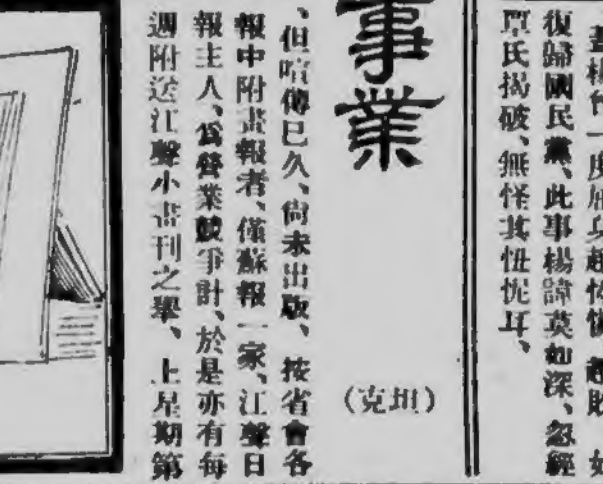 復歸國民黨、此事楊諱莫如深、忽經
覃氏揭破、無怪其忸怩耳、
事業
（坦克）
、但喧傳已久、尙未出版、按省會各
報中附畫報者、僅蘇報一家、江聲日
報主人、爲營業競爭計、於是亦有每
週附送江聲小畫刊之舉、上星期第